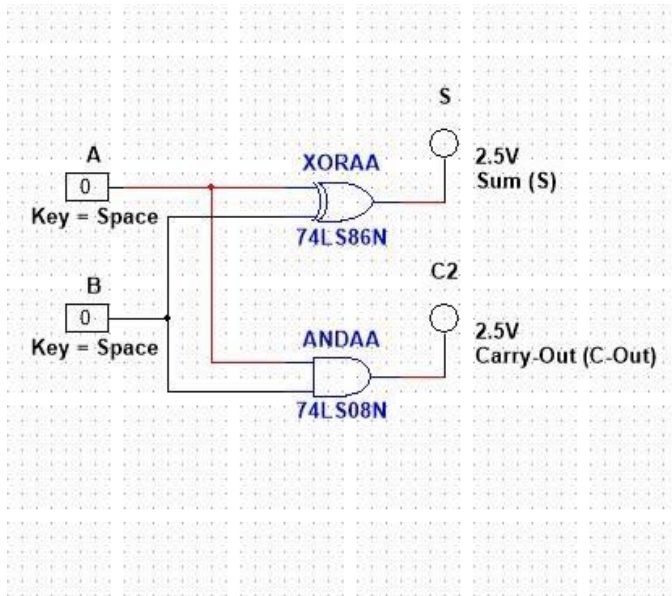 S
A
0
Key = Space
XORAA
74LS86N
2.5V
Sum (S)
B
0
Key = Space
C2
ANDAA
74LS08N
2.5V
Carry-Out (C-Out)